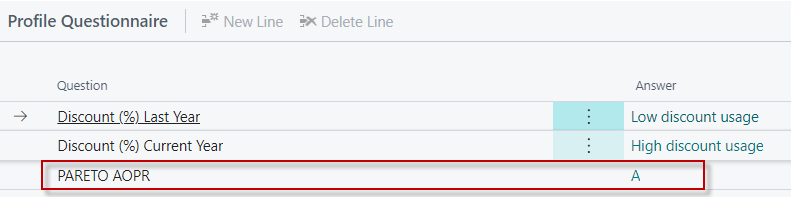 Profile Questionnaire New Line Delete Line
Question Answer
Discount (%) Last Year Low discount usage
Discount (%) Current Year High discount usage
PARETO AOPR A